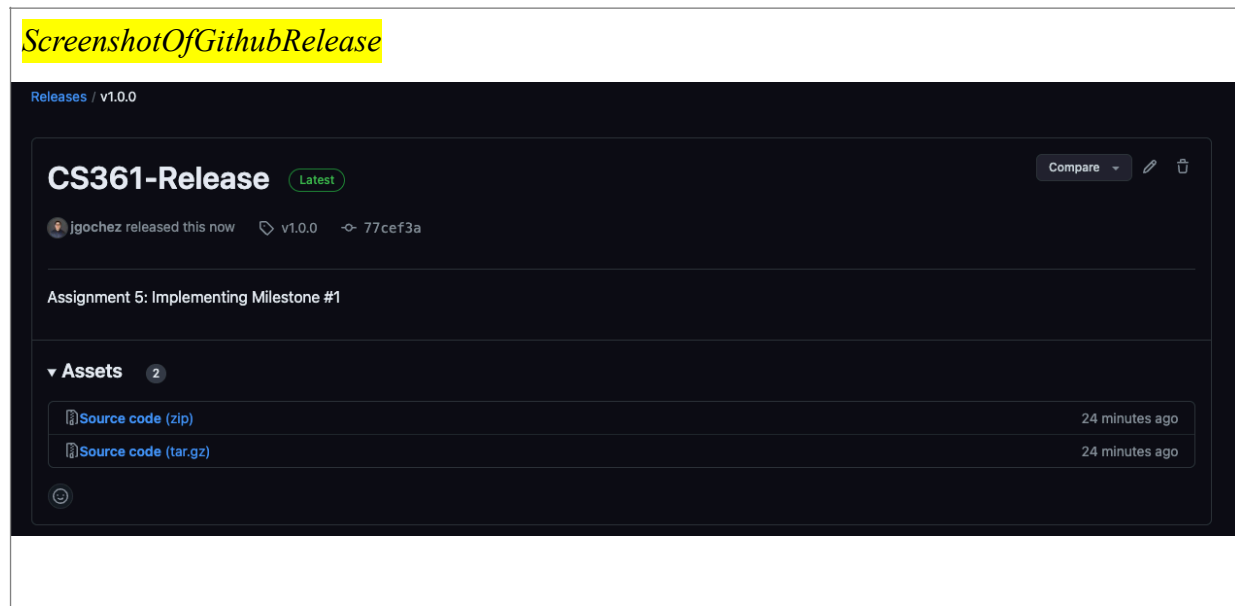 ScreenshotOfGithubRelease
Releases / v1.0.0
CS361-Release Latest Compare
jgochez released this now v1.0.0 77cef3a
Assignment 5: Implementing Milestone #1
Assets 2
Source code (zip) 24 minutes ago
Source code (tar.gz) 24 minutes ago